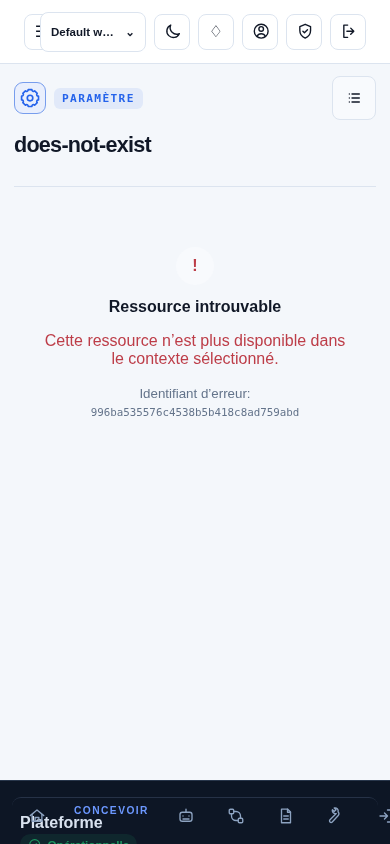 Default w...
PARAMÈTRE
does-not-exist
!
Ressource introuvable
Cette ressource n’est plus disponible dans
le contexte sélectionné.
Identifiant d’erreur:
996ba535576c4538b5b418c8ad759abd
CONCEVOIR
Plateforme
Opérationnelle